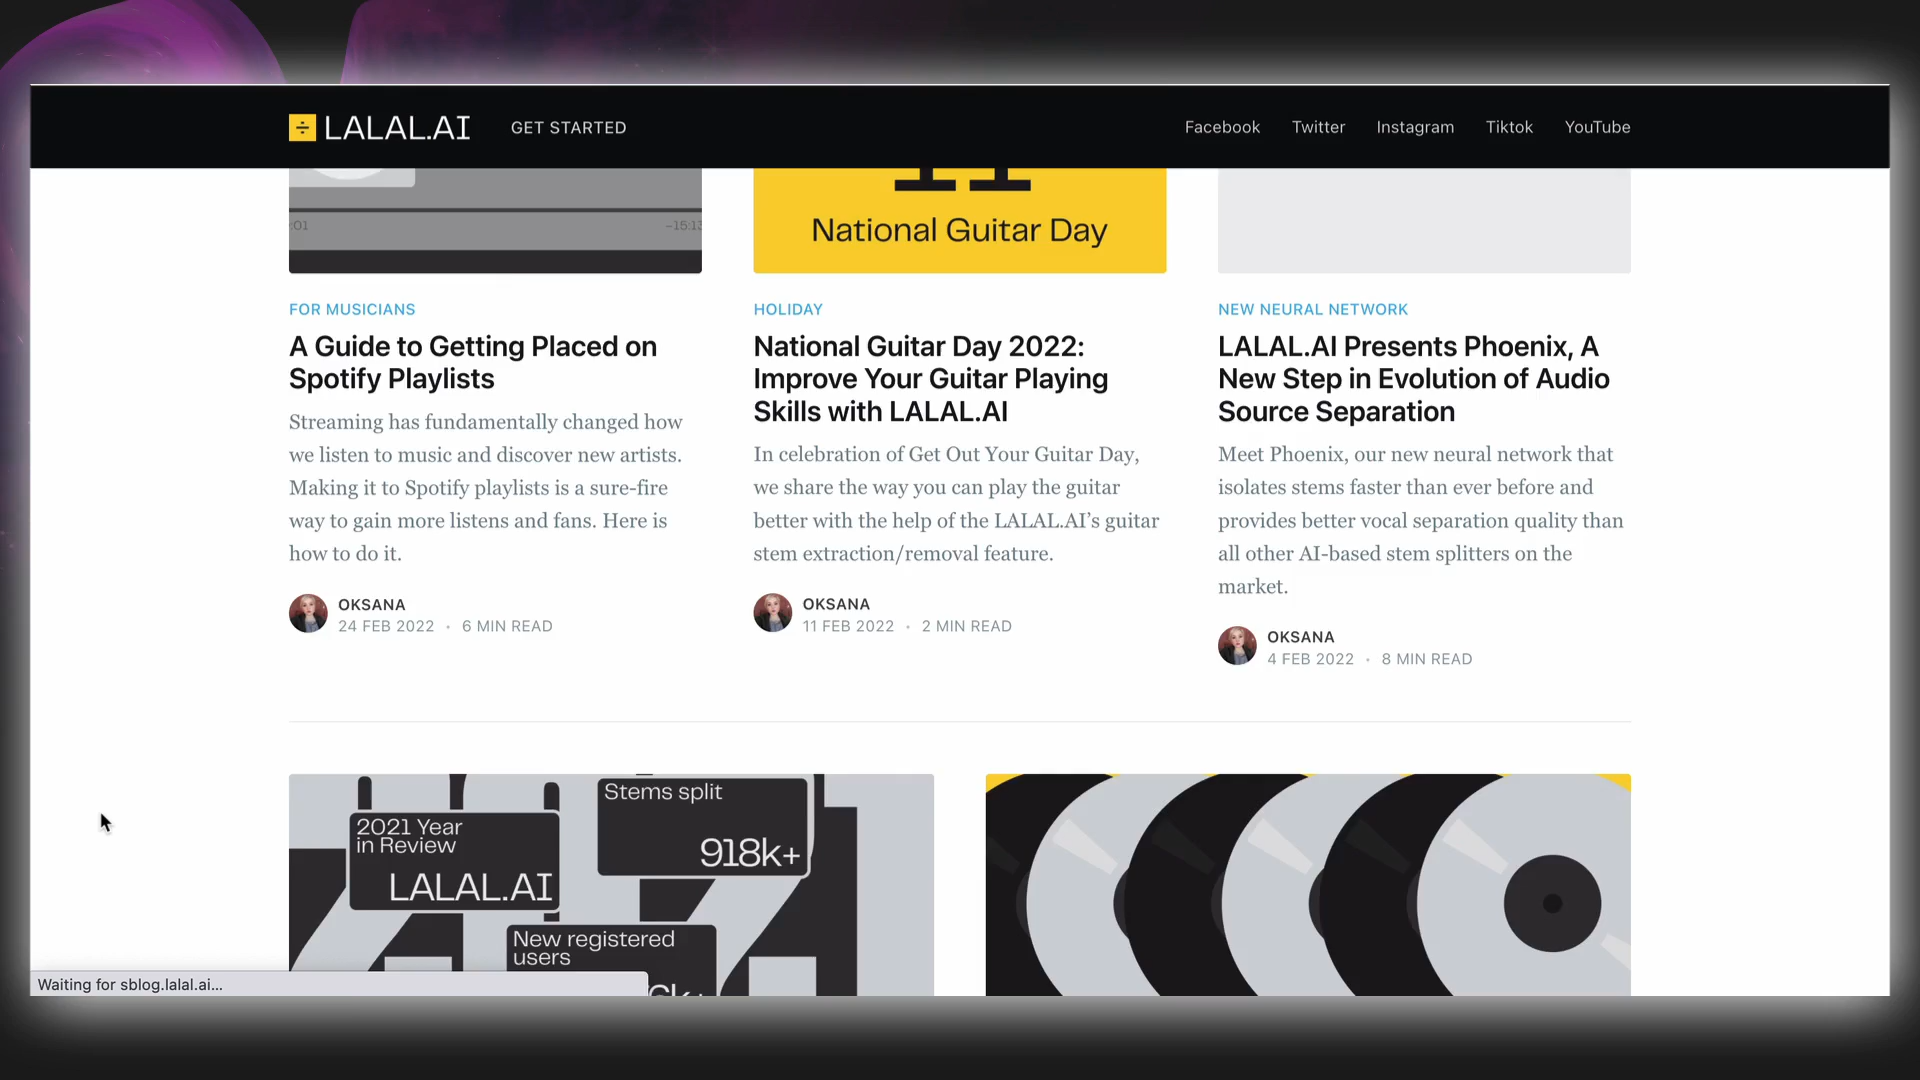 LALAL.AI
GET STARTED
Facebook
Twitter
Instagram
Tiktok
YouTube
:01
-15:13
National Guitar Day
FOR MUSICIANS
A Guide to Getting Placed on
Spotify Playlists
Streaming has fundamentally changed how
we listen to music and discover new artists.
Making it to Spotify playlists is a sure-fire
way to gain more listens and fans. Here is
how to do it.
OKSANA
24 FEB 2022 • 6 MIN READ
HOLIDAY
National Guitar Day 2022:
Improve Your Guitar Playing
Skills with LALAL.AI
In celebration of Get Out Your Guitar Day,
we share the way you can play the guitar
better with the help of the LALAL.AI’s guitar
stem extraction/removal feature.
OKSANA
11 FEB 2022 • 2 MIN READ
NEW NEURAL NETWORK
LALAL.AI Presents Phoenix, A
New Step in Evolution of Audio
Source Separation
Meet Phoenix, our new neural network that
isolates stems faster than ever before and
provides better vocal separation quality than
all other AI-based stem splitters on the
market.
OKSANA
4 FEB 2022 • 8 MIN READ
2021 Year
in Review
LALAL.AI
Stems split
918k+
New registered
users
Waiting for sblog.lalal.ai...